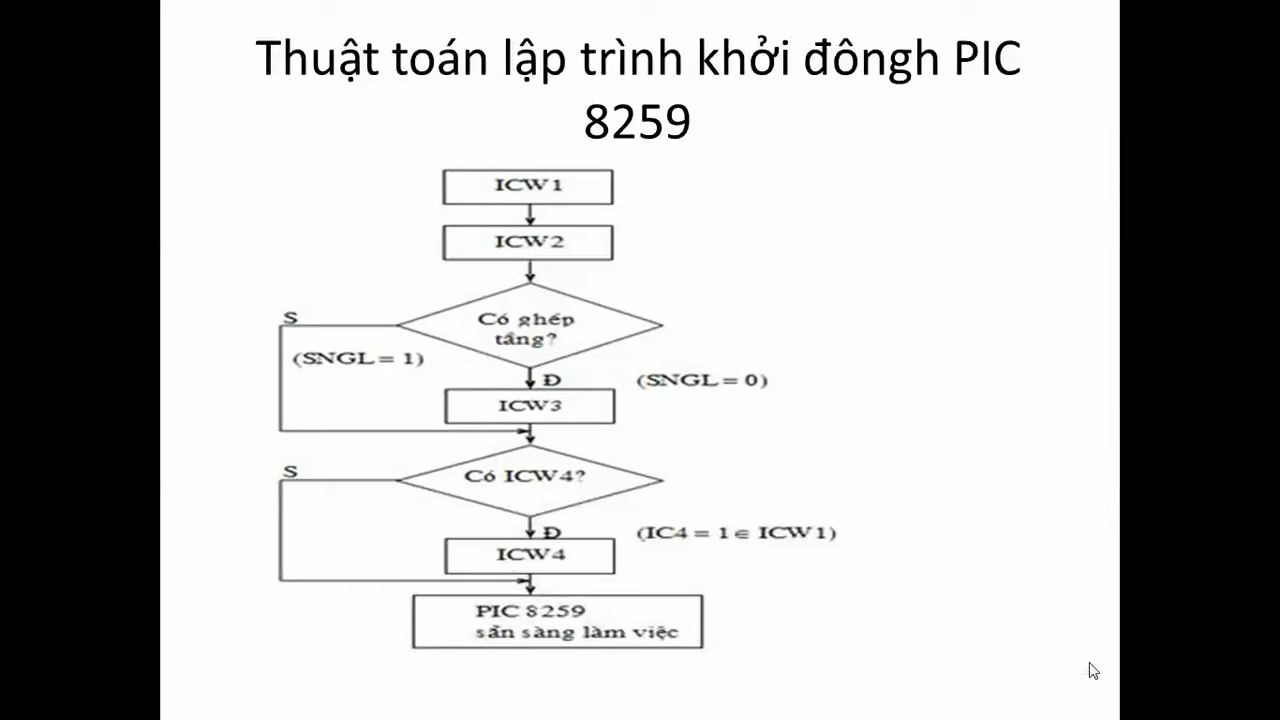 Thuật toán lập trình khởi đôngh PIC
8259
ICW1
ICW2
Có ghép
tầng?
S
(SNGL = 1)
Đ
(SNGL = 0)
ICW3
Có ICW4?
S
Đ
(IC4 = 1 ∈ ICW1)
ICW4
PIC 8259
sẵn sàng làm việc